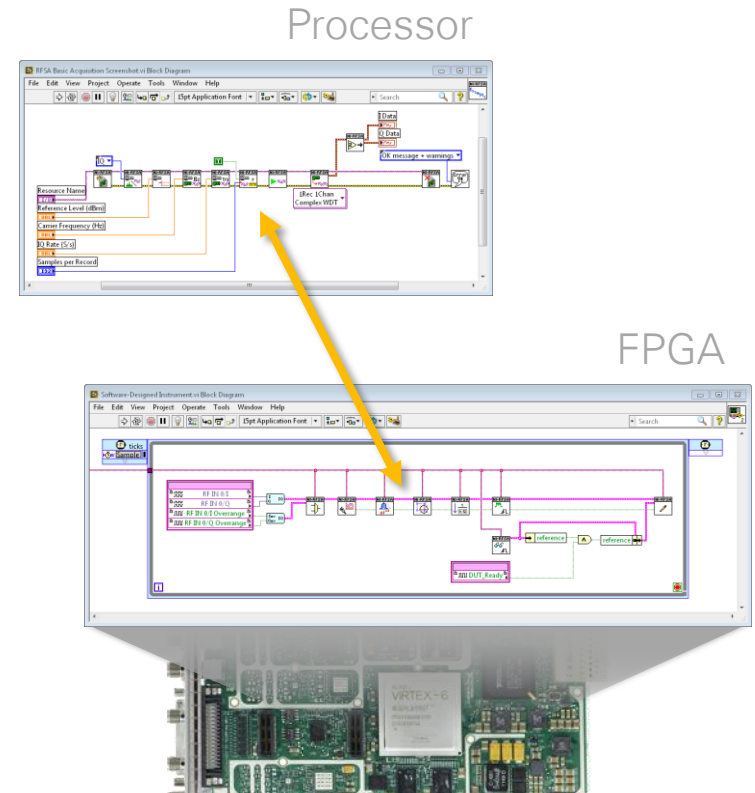 Processor
RFSA Basic Acquisition Screenshot.vi Block Diagram
File Edit View Project Operate Tools Window Help
15pt Application Font
Search
I Data
Q Data
IQ
OK message + warnings
Resource Name
Reference Level (dBm)
1Rec 1Chan
Complex WDT
Carrier Frequency (Hz)
IQ Rate (S/s)
Samples per Record
FPGA
Software-Designed Instrument.vi Block Diagram
File Edit View Project Operate Tools Window Help
15pt Application Font
Search
ticks
Sample
RF IN 0/I
RF IN 0/Q
RF IN 0/I Overrange
RF IN 0/Q Overrange
reference
reference
DUT_Ready
i
VIRTEX-6